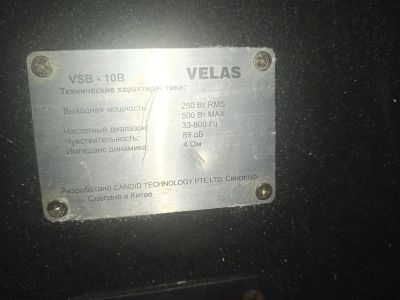 VSB - 10B VELAS
Технические характеристики:
Выходная мощность: 250 Вт RMS
500 Вт MAX
Частотный диапазон: 33-800 Гц
Чувствительность: 89 дБ
Импеданс динамика: 4 Ом
Разработано CANDID TECHNOLOGY PTE LTD. Сингапур
Сделано в Китае